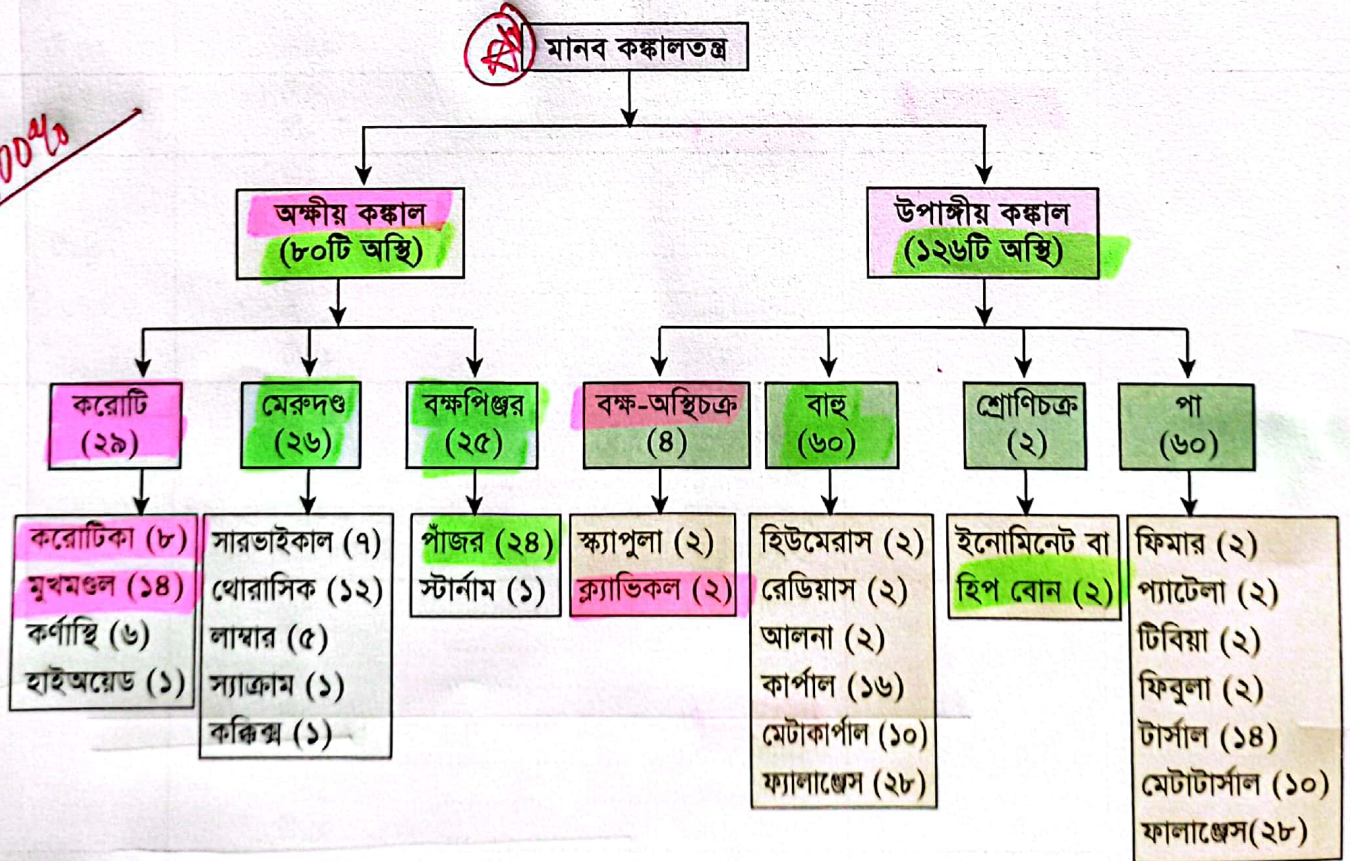 মানব কঙ্কালতন্ত্র
00%
অক্ষীয় কঙ্কাল
(৮০টি অস্থি)
উপাঙ্গীয় কঙ্কাল
(১২৬টি অস্থি)
করোটি
(২৯)
মেরুদণ্ড
(২৬)
বক্ষপিঞ্জর
(২৫)
বক্ষ-অস্থিচক্র
(৪)
বাহু
(৬০)
শ্রোণিচক্র
(২)
পা
(৬০)
করোটিকা (৮)
মুখমণ্ডল (১৪)
কর্ণাস্থি (৬)
হাইঅয়েড (১)
সারভাইকাল (৭)
থোরাসিক (১২)
লাম্বার (৫)
স্যাক্রাম (১)
কক্কিক্স (১)
পাঁজর (২৪)
স্টার্নাম (১)
স্ক্যাপুলা (২)
ক্ল্যাভিকল (২)
হিউমেরাস (২)
রেডিয়াস (২)
আলনা (২)
কার্পাল (১৬)
মেটাকার্পাল (১০)
ফ্যালাঞ্জেস (২৮)
ইনোমিনেট বা
হিপ বোন (২)
ফিমার (২)
প্যাটেলা (২)
টিবিয়া (২)
ফিবুলা (২)
টার্সাল (১৪)
মেটাটার্সাল (১০)
ফালাঞ্জেস(২৮)